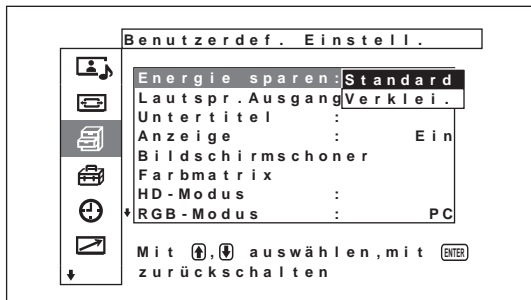 Benutzerdef. Einstell.
Energie sparen: Standard
Lautspr.Ausgang Verklei.
Untertitel :
Anzeige : Ein
Bildschirmschoner
Farbmatrix
HD-Modus :
RGB-Modus : PC
Mit ↑,↓ auswählen,mit ENTER
zurückschalten